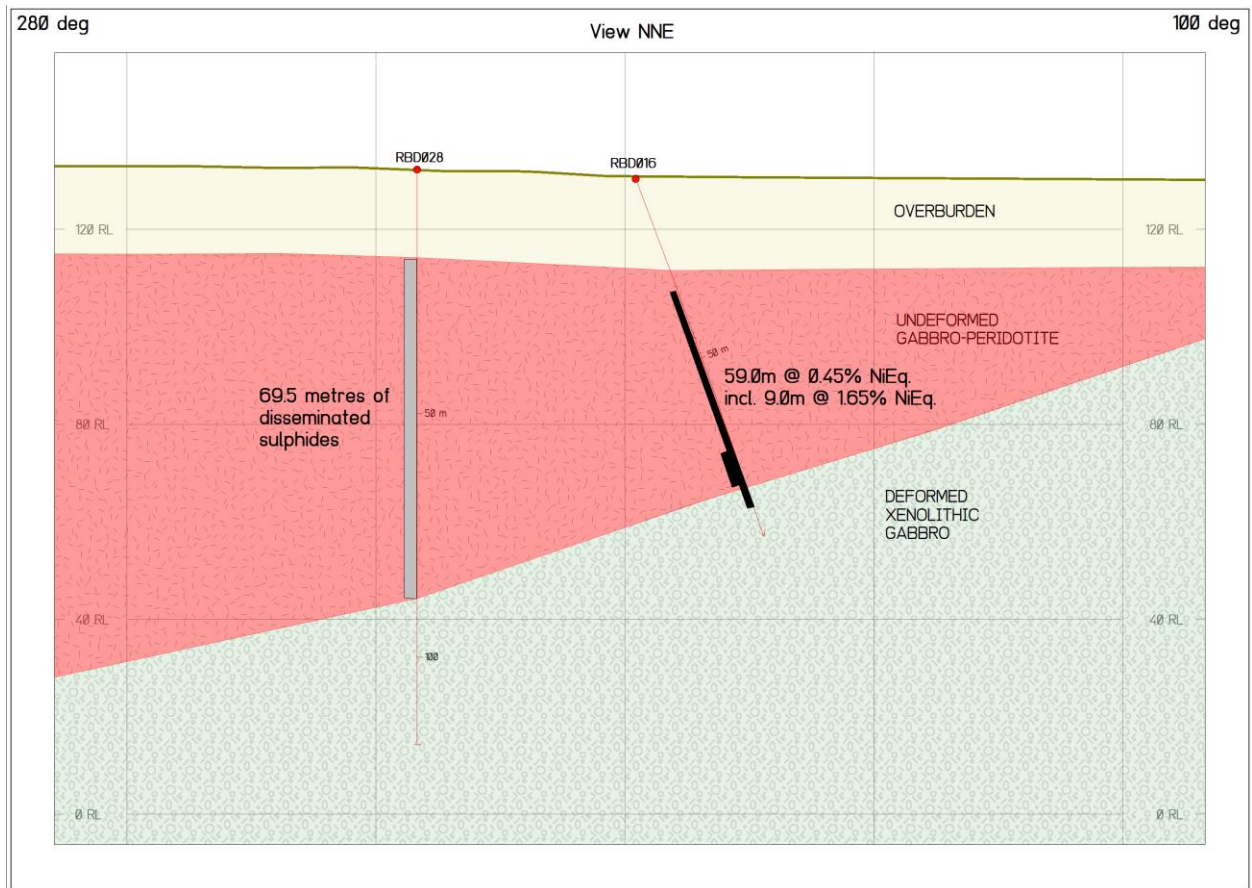 280 deg
View NNE
100 deg
RBDØ28
RBDØ16
OVERBURDEN
120 RL
120 RL
UNDEFORMED
GABBRO-PERIDOTITE
50 m
59.0m @ 0.45% NiEq.
incl. 9.0m @ 1.65% NiEq.
69.5 metres of
disseminated
sulphides
50 m
80 RL
80 RL
DEFORMED
XENOLITHIC
GABBRO
40 RL
40 RL
100
0 RL
0 RL